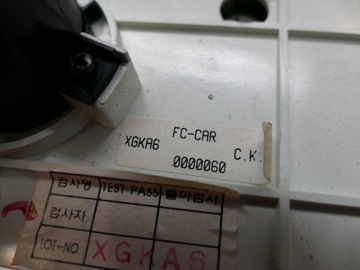 FC-CAR
XGKA6 C.K.
0000060
검사명 TEST PASS 출하검사
검사자
LOT-NO XGKA6